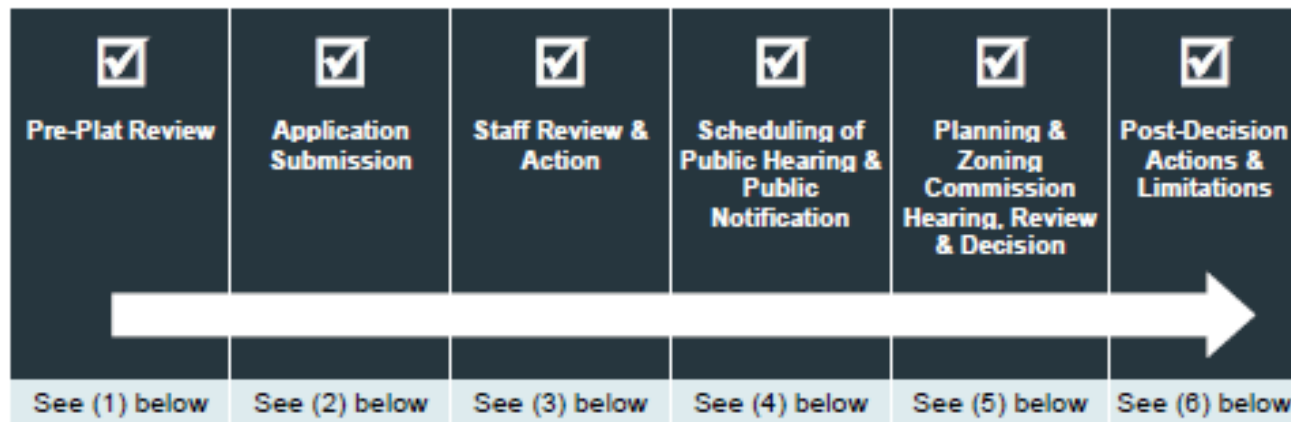 Pre-Plat Review
Application
Submission
Staff Review &
Action
Scheduling of
Public Hearing &
Public
Notification
Planning &
Zoning
Commission
Hearing, Review
& Decision
Post-Decision
Actions &
Limitations
See (1) below
See (2) below
See (3) below
See (4) below
See (5) below
See (6) below